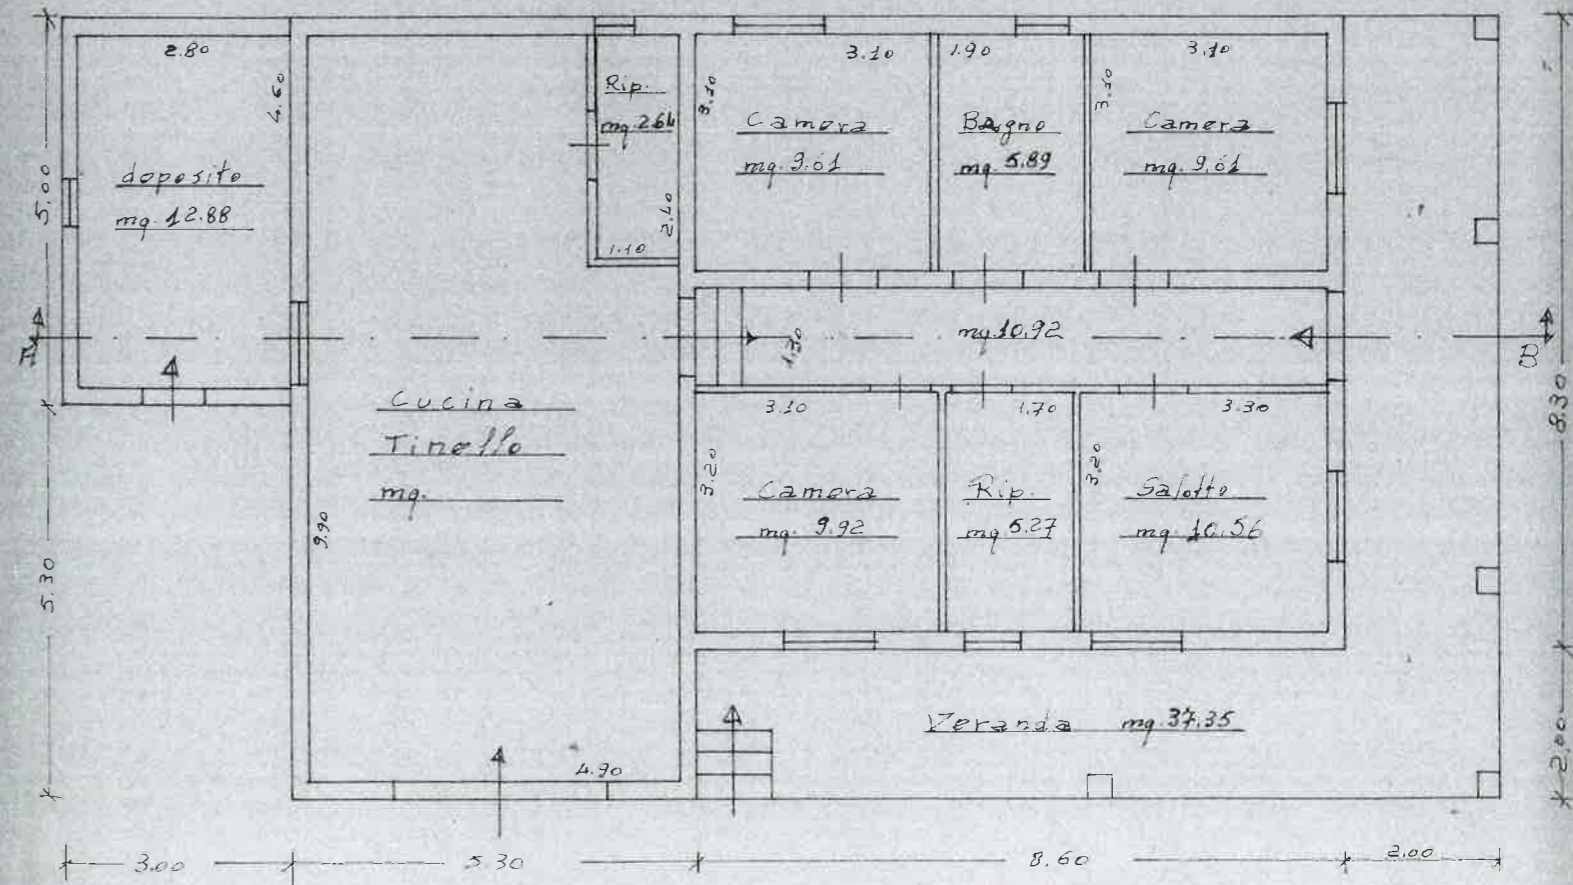 2.80
4.60
deposito
mq. 12.88
5.00
5.30
A
Rip.
mq. 2.64
2.40
1.10
3.10
3.10
Camera
mq. 9.61
1.90
Bagno
mq. 5.89
3.10
3.10
Camera
mq. 9.61
1.30
mq. 10.92
B
8.30
2.00
Cucina
Tinello
mq.
9.90
4.90
3.10
3.20
Camera
mq. 9.92
1.70
Rip.
mq 5.27
3.30
3.20
Salotto
mq. 10.56
Veranda mq. 37.35
3.00
5.30
8.60
2.00